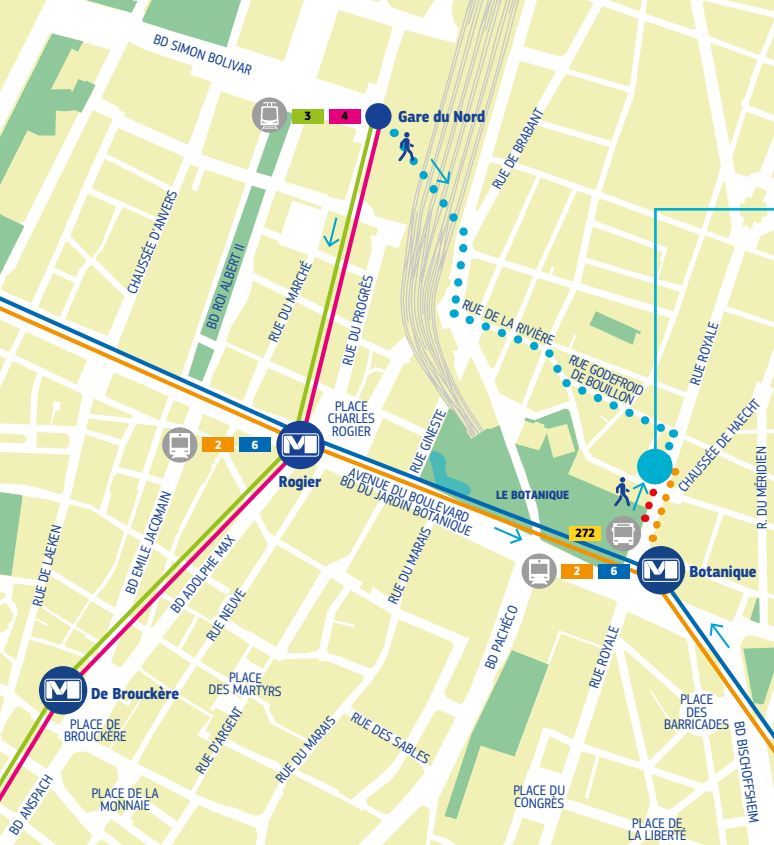 BD SIMON BOLIVAR
3
4
Gare du Nord
RUE DE BRABANT
CHAUSSÉE D'ANVERS
BD ROI ALBERT II
RUE DU MARCHÉ
RUE DU PROGRÈS
RUE DE LA RIVIÈRE
RUE GODEFROID
DE BOUILLON
RUE ROYALE
CHAUSSÉE DE HAECHT
R. DU MÉRIDIEN
PLACE
CHARLES
ROGIER
RUE GINESTE
2
6
M
Rogier
AVENUE DU BOULEVARD
BD DU JARDIN BOTANIQUE
LE BOTANIQUE
272
2
6
M
Botanique
RUE DE LAEKEN
BD EMILE JACQMAIN
BD ADOLPHE MAX
RUE NEUVE
RUE DU MARAIS
BD PACHÉCO
RUE ROYALE
M
De Brouckère
PLACE DE
BROUCKÈRE
PLACE
DES MARTYRS
RUE D'ARGENT
RUE DU MARAIS
RUE DES SABLES
PLACE
DES
BARRICADES
BD BISCHOFFSHEIM
BD ANSPACH
PLACE DE LA
MONNAIE
PLACE DU
CONGRÈS
PLACE DE
LA LIBERTÉ